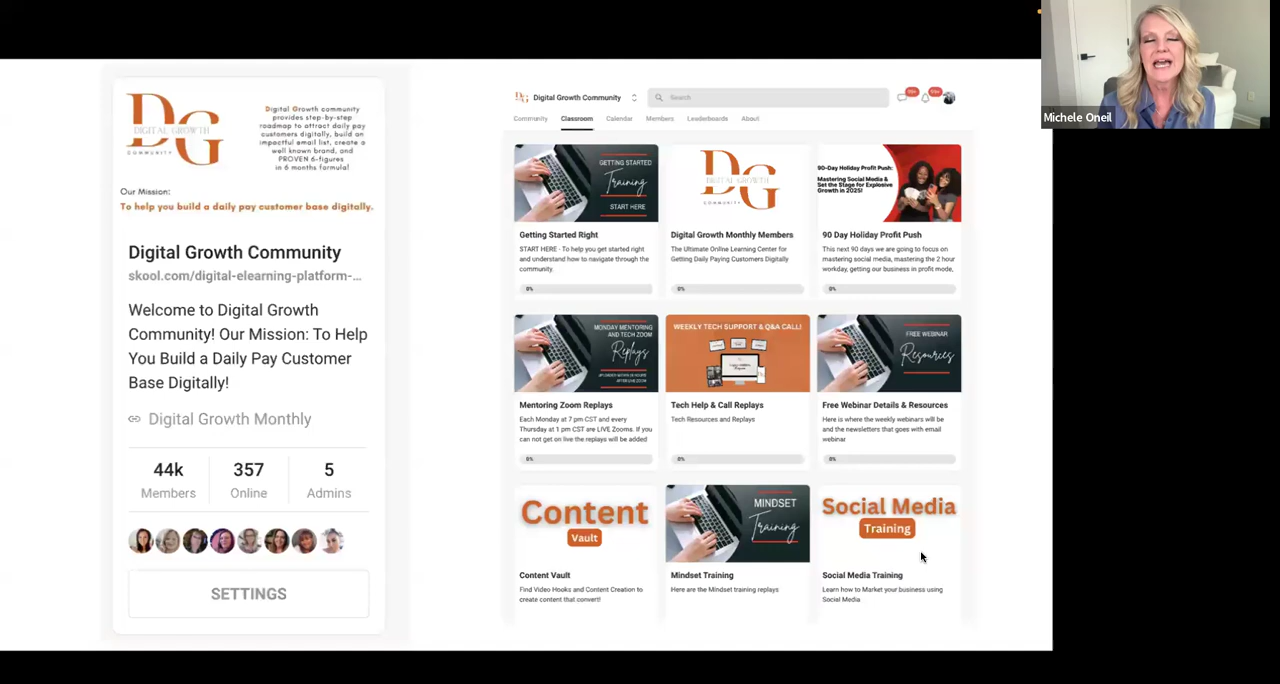 Michele Oneil
DG
DIGITAL GROWTH
COMMUNITY
Digital Growth community
provides step-by-step
roadmap to attract daily pay
customers digitally, build an
impactful email list, create a
well known brand, and
PROVEN 6-figures
in 6 months formula!
Our Mission:
To help you build a daily pay customer base digitally.
Digital Growth Community
skool.com/digital-elearning-platform-...
Welcome to Digital Growth
Community! Our Mission: To Help
You Build a Daily Pay Customer
Base Digitally!
Digital Growth Monthly
44k
Members
357
Online
5
Admins
SETTINGS
DG
Digital Growth Community
Search
Community
Classroom
Calendar
Members
Leaderboards
About
GETTING STARTED
Training
START HERE
Getting Started Right
START HERE - To help you get started right
and understand how to navigate through the
community.
0%
DG
DIGITAL GROWTH
COMMUNITY
Digital Growth Monthly Members
The Ultimate Online Learning Center for
Getting Daily Paying Customers Digitally
0%
90-Day Holiday Profit Push:
Mastering Social Media &
Set the Stage for Explosive
Growth in 2025!
90 Day Holiday Profit Push
This next 90 days we are going to focus on
mastering social media, mastering the 2 hour
workday, getting our business in profit mode,
0%
MONDAY MENTORING
AND TECH ZOOM
Replays
Mentoring Zoom Replays
Each Monday at 7 pm CST and every
Thursday at 1 pm CST are LIVE Zooms. If you
can not get on live the replays will be added
0%
WEEKLY TECH SUPPORT & Q&A CALL!
Tech Help & Call Replays
Tech Resources and Replays
0%
FREE WEBINAR
Resources
Free Webinar Details & Resources
Here is where the weekly webinars will be
and the newsletters that goes with email
webinar
0%
Content
Vault
Content Vault
Find Video Hooks and Content Creation to
create content that convert!
MINDSET
Training
Mindset Training
Here are the Mindset training replays
Social Media
Training
Social Media Training
Learn how to Market your business using
Social Media